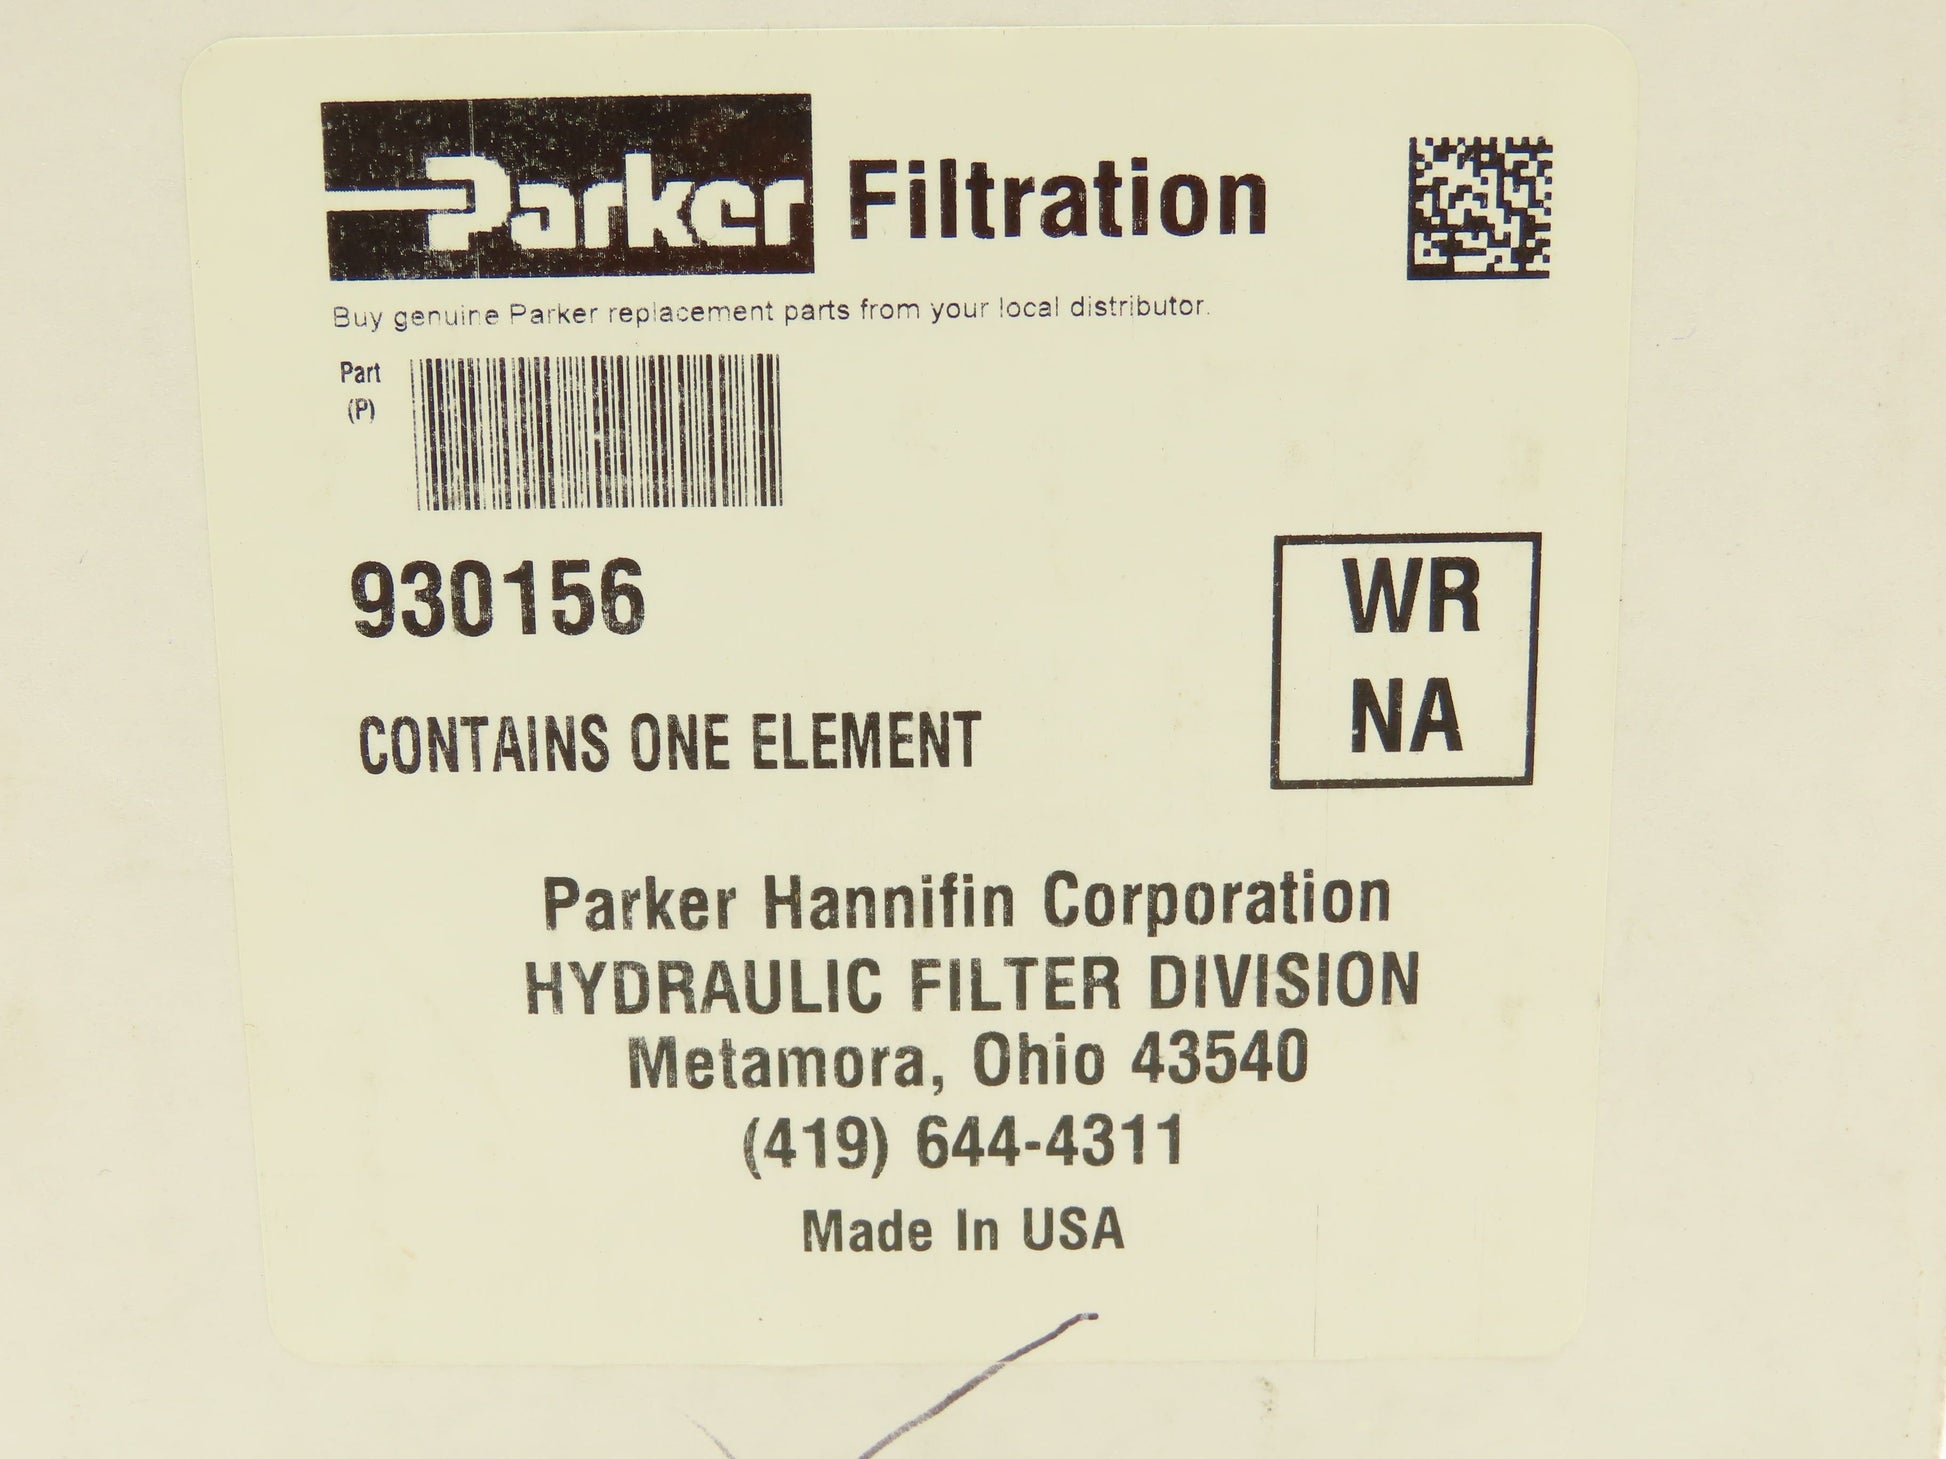 Parker Filtration
Buy genuine Parker replacement parts from your local distributor.
Part
(P)
930156
WR
NA
CONTAINS ONE ELEMENT
Parker Hannifin Corporation
HYDRAULIC FILTER DIVISION
Metamora, Ohio 43540
(419) 644-4311
Made In USA